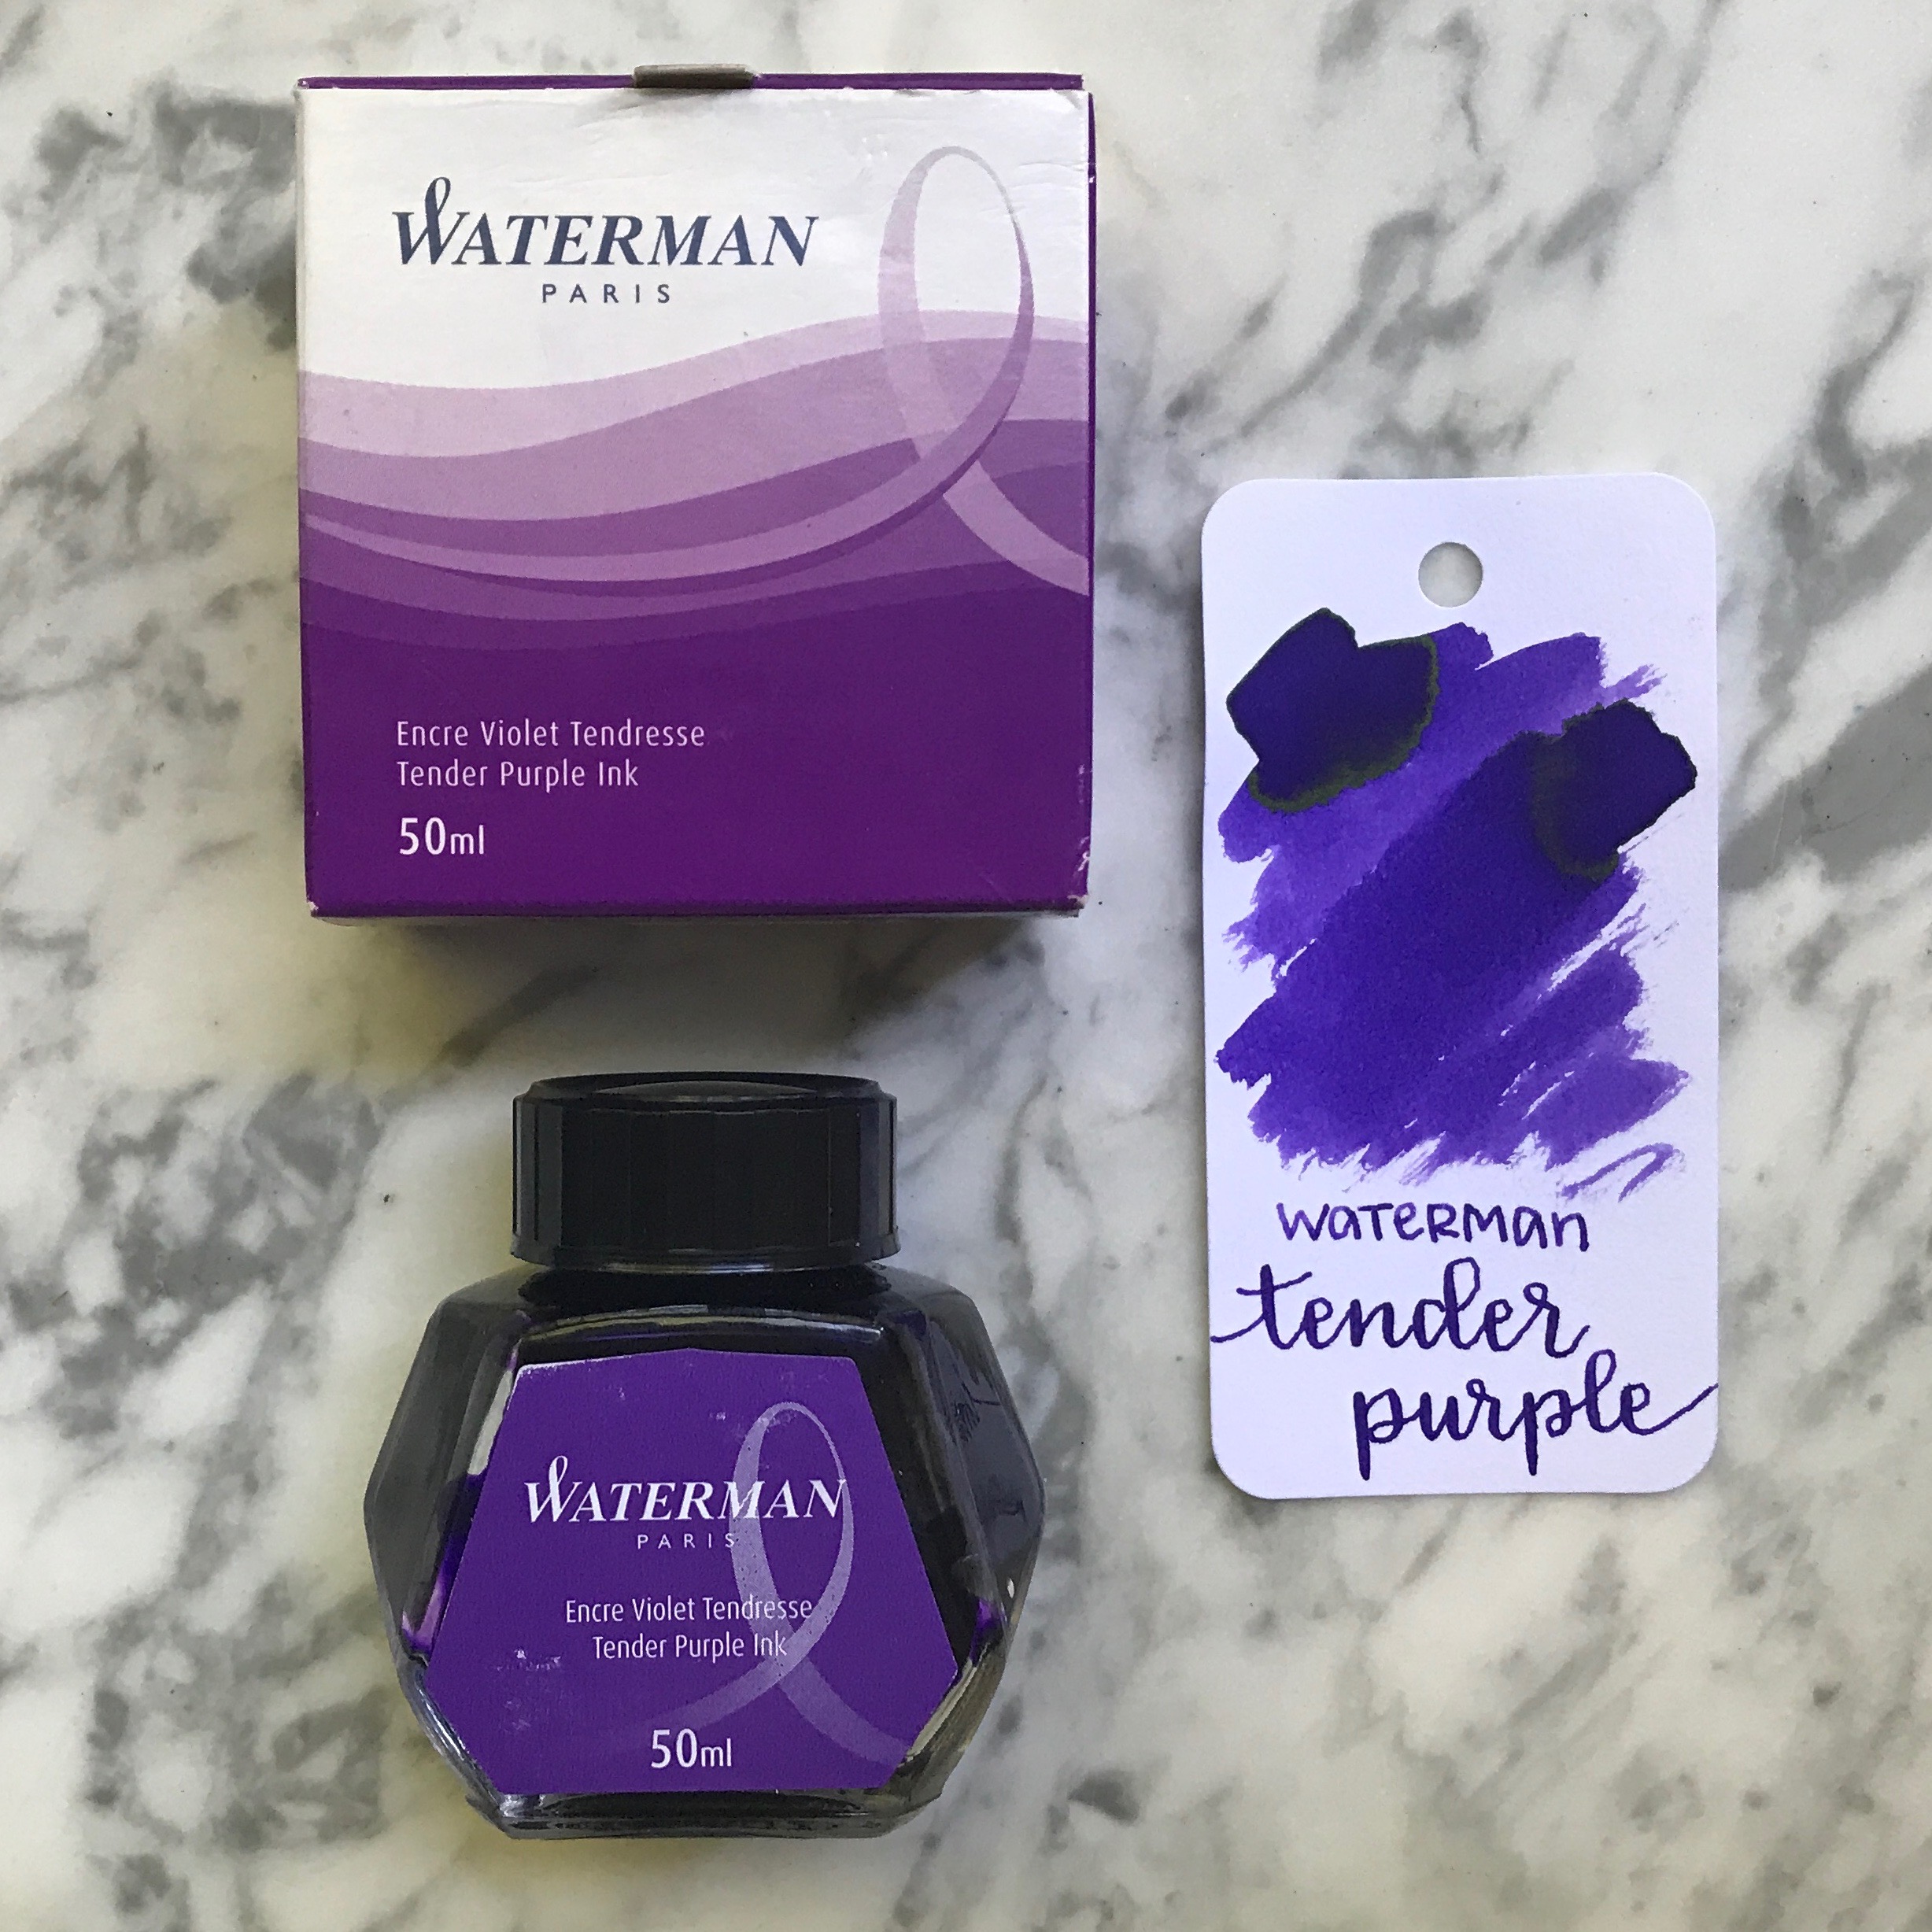 WATERMAN
PARIS
Encre Violet Tendresse
Tender Purple Ink
50ml
WATERMAN
PARIS
Encre Violet Tendresse
Tender Purple Ink
50ml
WATERMAN
tender
purple